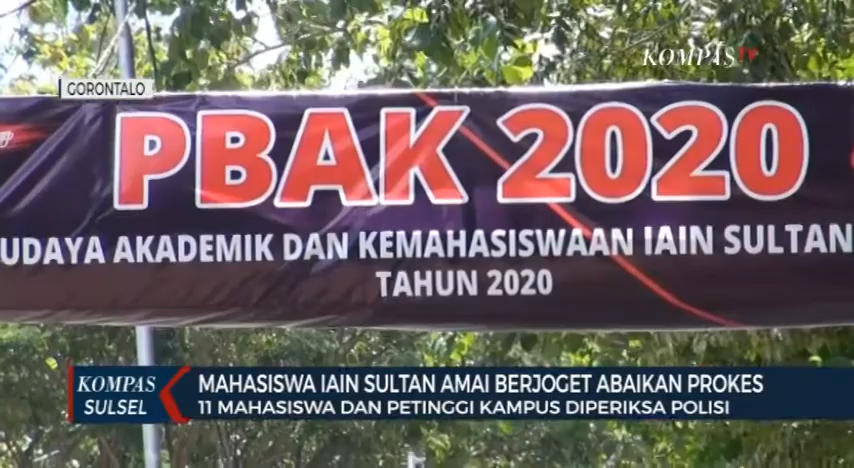 KOMPAS TV
GORONTALO
PBAK 2020
UDAYA AKADEMIK DAN KEMAHASISWAAN IAIN SULTAN
TAHUN 2020
KOMPAS
SULSEL
MAHASISWA IAIN SULTAN AMAI BERJOGET ABAIKAN PROKES
11 MAHASISWA DAN PETINGGI KAMPUS DIPERIKSA POLISI